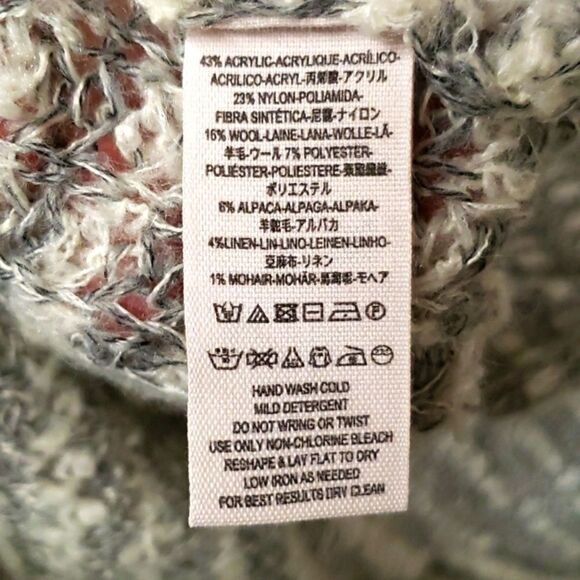 43% ACRYLIC-ACRYLIQUE-ACRÍLICO-
ACRILICO-ACRYL-丙烯酸-アクリル
23% NYLON-POLIAMIDA-
FIBRA SINTÉTICA-尼龍-ナイロン
16% WOOL-LAINE-LANA-WOLLE-LÃ-
羊毛-ウール 7% POLYESTER-
POLIÉSTER-POLIESTERE-聚酯纖維-
ポリエステル
6% ALPACA-ALPAGA-ALPAKA-
羊駝毛-アルパカ
4%LINEN-LIN-LINO-LEINEN-LINHO-
亞麻布-リネン
1% MOHAIR-MOHÄR-馬海毛-モヘア
HAND WASH COLD
MILD DETERGENT
DO NOT WRING OR TWIST
USE ONLY NON-CHLORINE BLEACH
RESHAPE & LAY FLAT TO DRY
LOW IRON AS NEEDED
FOR BEST RESULTS DRY CLEAN